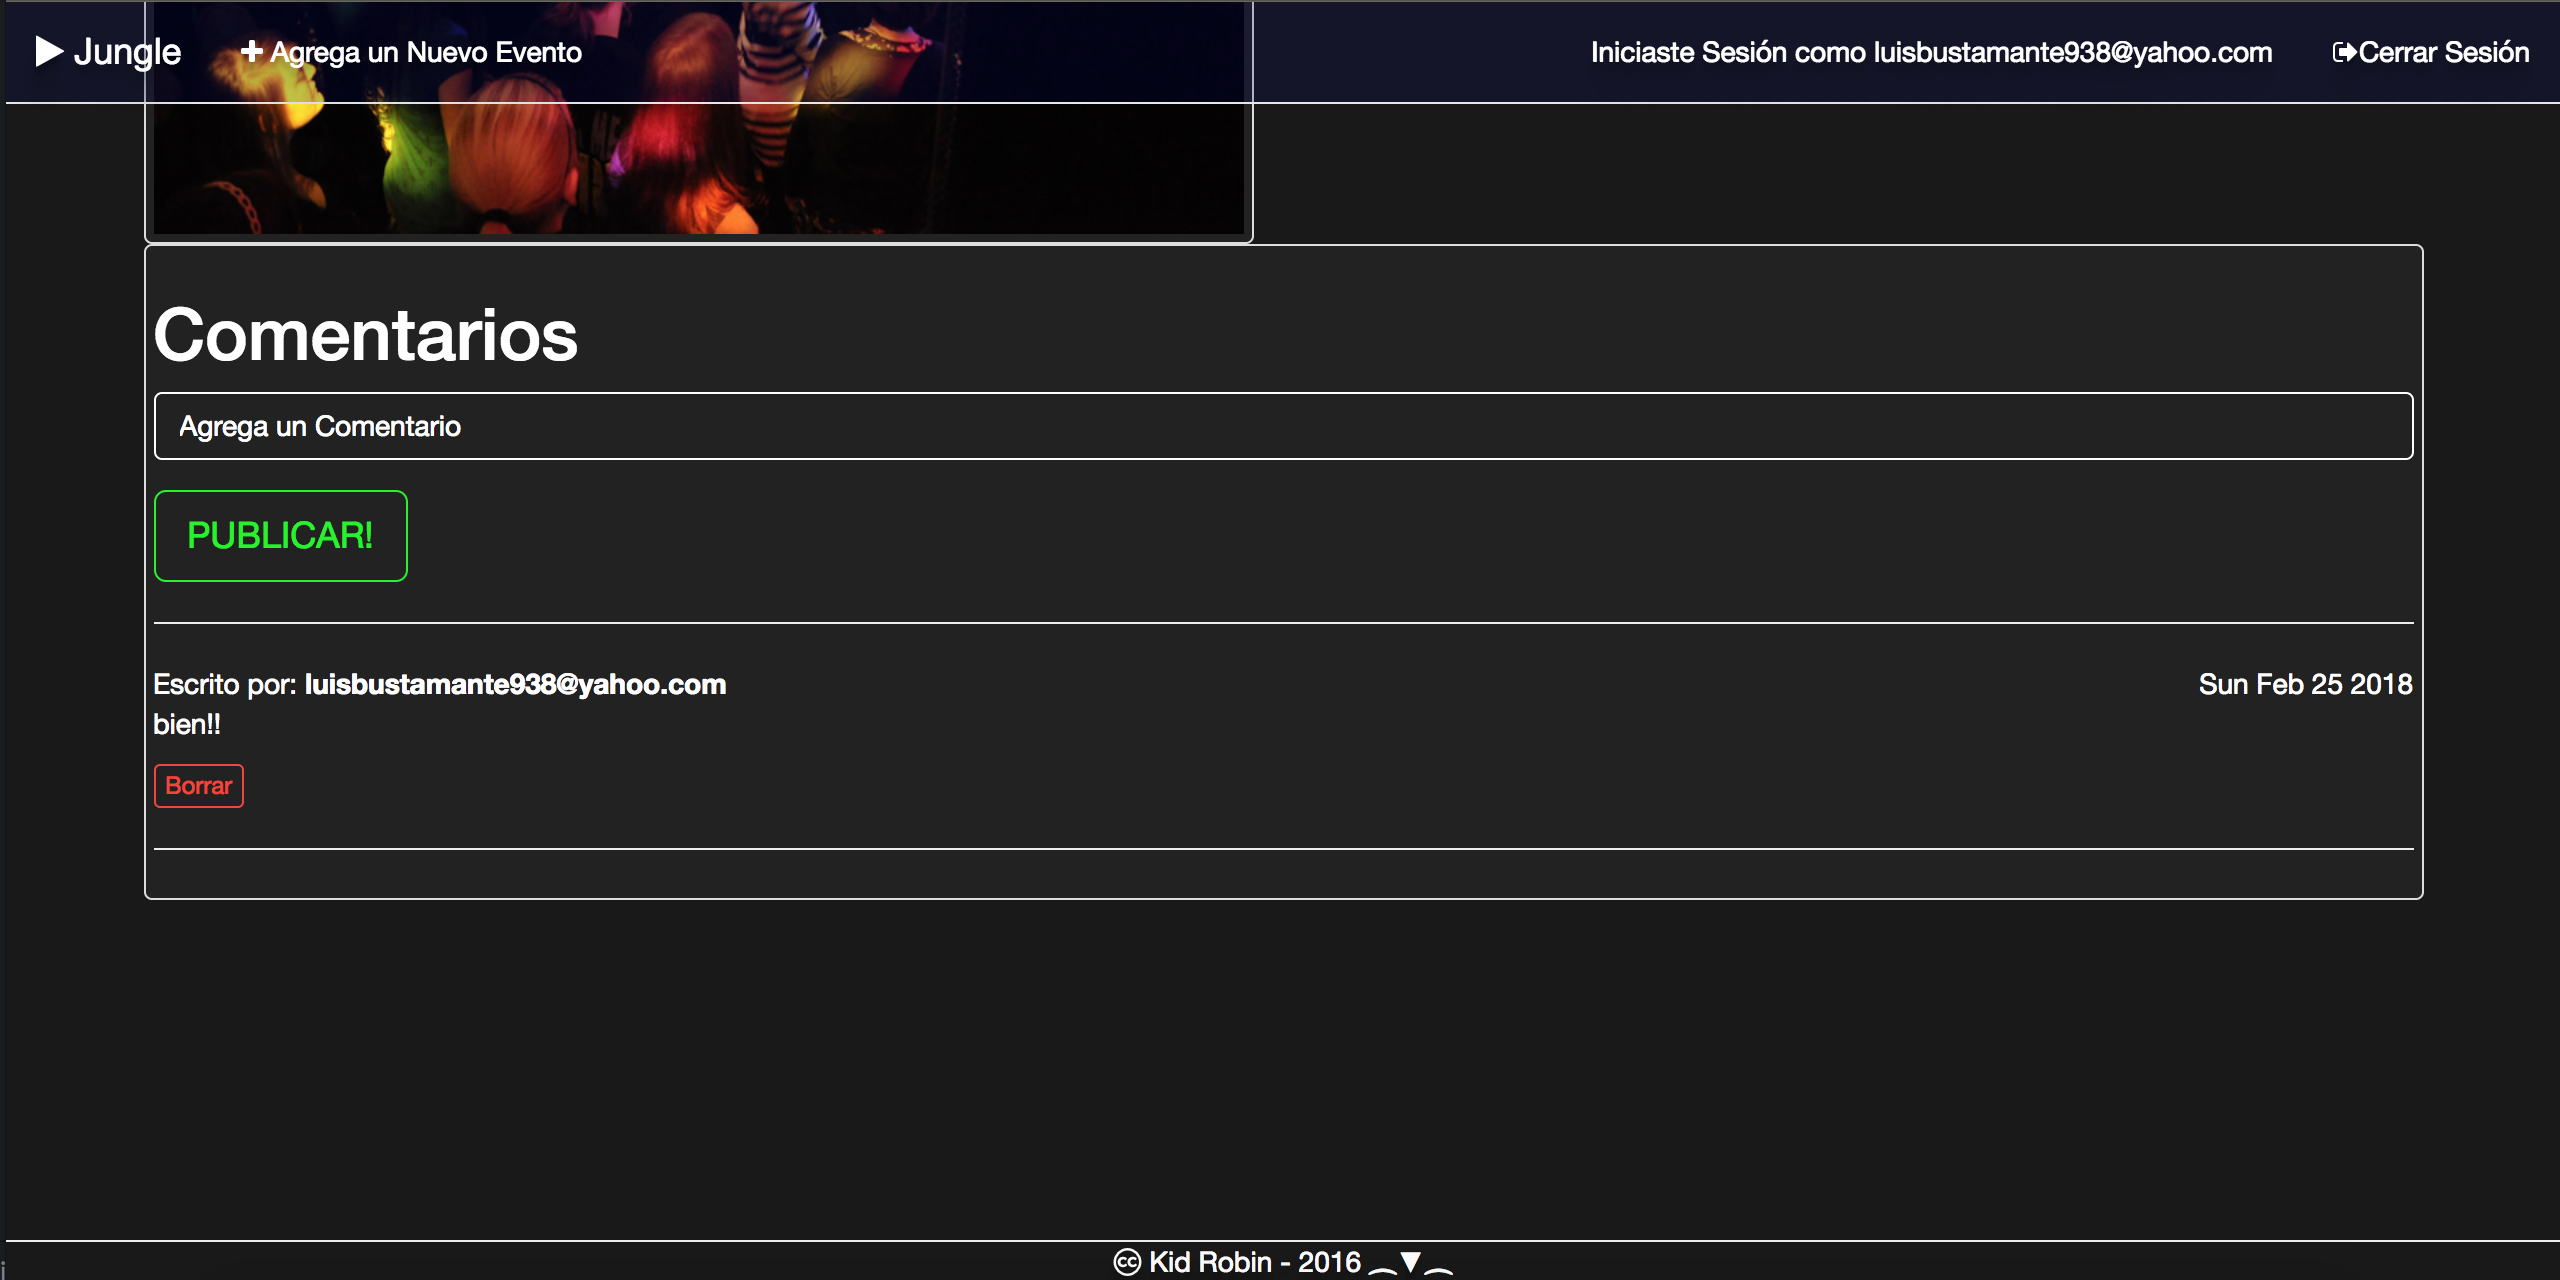 Jungle
Agrega un Nuevo Evento
Iniciaste Sesión como luisbustamante938@yahoo.com
Cerrar Sesión
Comentarios
Agrega un Comentario
PUBLICAR!
Escrito por: luisbustamante938@yahoo.com
Sun Feb 25 2018
bien!!
Borrar
🅭 Kid Robin - 2016 ︵▼︵